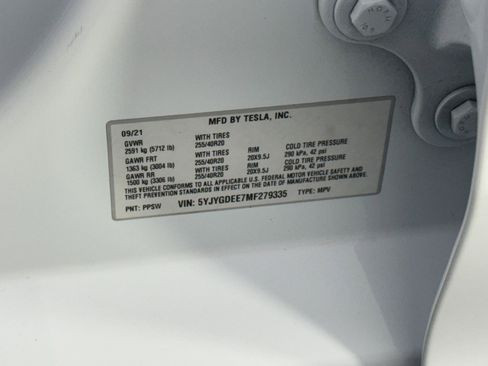 MFD BY TESLA, INC.
09/21
GVWR WITH TIRES
2591 kg (5712 lb) 255/40R20
GAWR FRT WITH TIRES RIM COLD TIRE PRESSURE
1363 kg (3004 lb) 255/40R20 20X9.5J 290 kPa, 42 psi
GAWR RR WITH TIRES RIM COLD TIRE PRESSURE
1500 kg (3306 lb) 255/40R20 20X9.5J 290 kPa, 42 psi
THIS VEHICLE CONFORMS TO ALL APPLICABLE U.S. FEDERAL MOTOR VEHICLE SAFETY AND
THEFT PREVENTION STANDARDS IN EFFECT ON THE DATE OF MANUFACTURE SHOWN ABOVE.
PNT: PPSW VIN: 5YJYGDEE7MF279335 TYPE: MPV